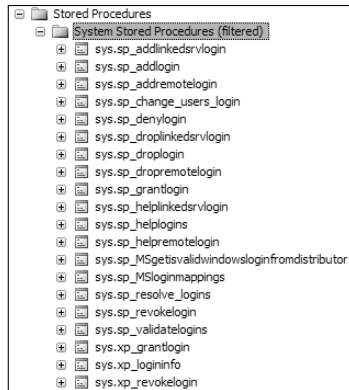 Stored Procedures
System Stored Procedures (filtered)
sys.sp_addlinkedsrvlogin
sys.sp_addlogin
sys.sp_addremotelogin
sys.sp_change_users_login
sys.sp_denylogin
sys.sp_droplinkedsrvlogin
sys.sp_droplogin
sys.sp_dropremotelogin
sys.sp_grantlogin
sys.sp_helplinkedsrvlogin
sys.sp_helplogins
sys.sp_helpremotelogin
sys.sp_MSgetisvalidwindowsloginfromdistributor
sys.sp_MSloginmappings
sys.sp_resolve_logins
sys.sp_revokelogin
sys.sp_validatelogins
sys.xp_grantlogin
sys.xp_logininfo
sys.xp_revokelogin